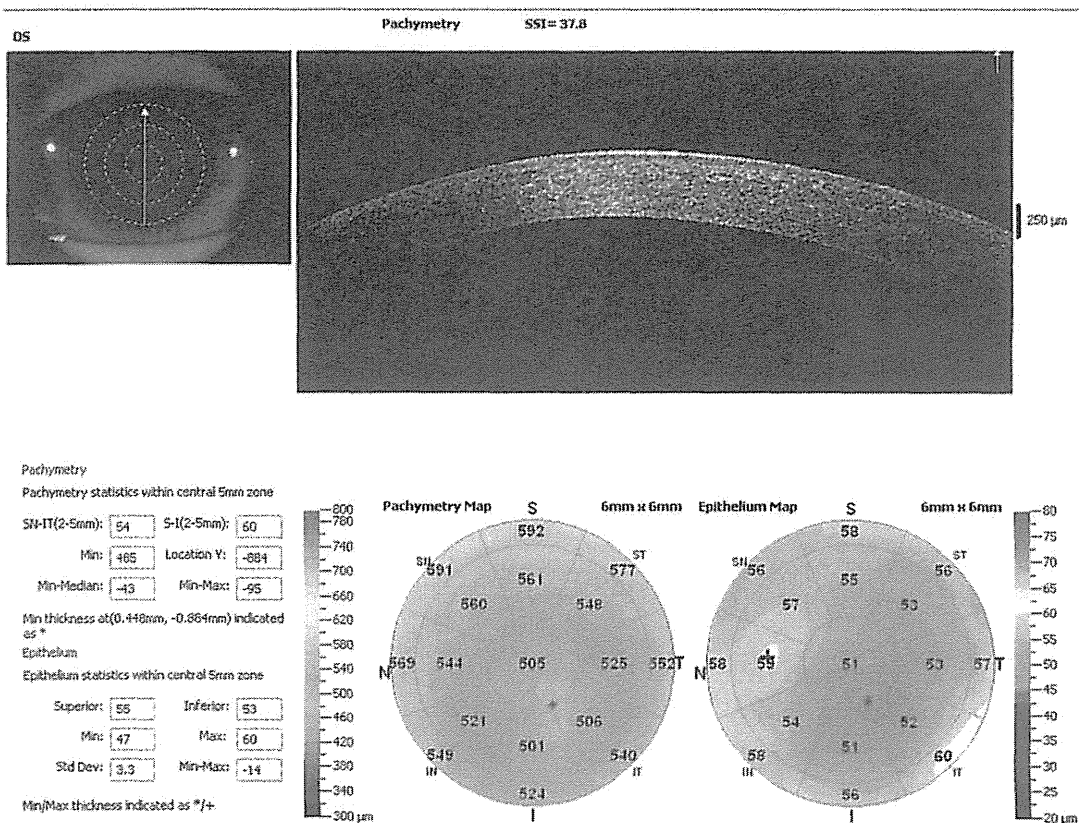 Pachymetry SSI= 37.8
OS
250 µm
Pachymetry
Pachymetry statistics within central 5mm zone
SN-IT(2-5mm): 54 S-I(2-5mm): 60
Min: 465 Location Y: -884
Min-Median: -43 Min-Max: -95
Min thickness at(0.448mm, -0.884mm) indicated
as *
Epithelium
Epithelium statistics within central 5mm zone
Superior: 55 Inferior: 53
Min: 47 Max: 60
Std Dev: 3.3 Min-Max: -14
Min/Max thickness indicated as */+
800
780
740
700
660
620
580
540
500
460
420
380
340
300 µm
Pachymetry Map S 6mm x 6mm
592
SN ST
591 577
561
560 548
N 569 544 505 525 552 T
521 506
501
549 540
IN IT
524
I
Epithelium Map S 6mm x 6mm
58
SN ST
56 56
55
57 53
N 58 59 51 53 57 T
54 52
51
58 60
IN IT
56
I
80
75
70
65
60
55
50
45
40
35
30
25
20 µm